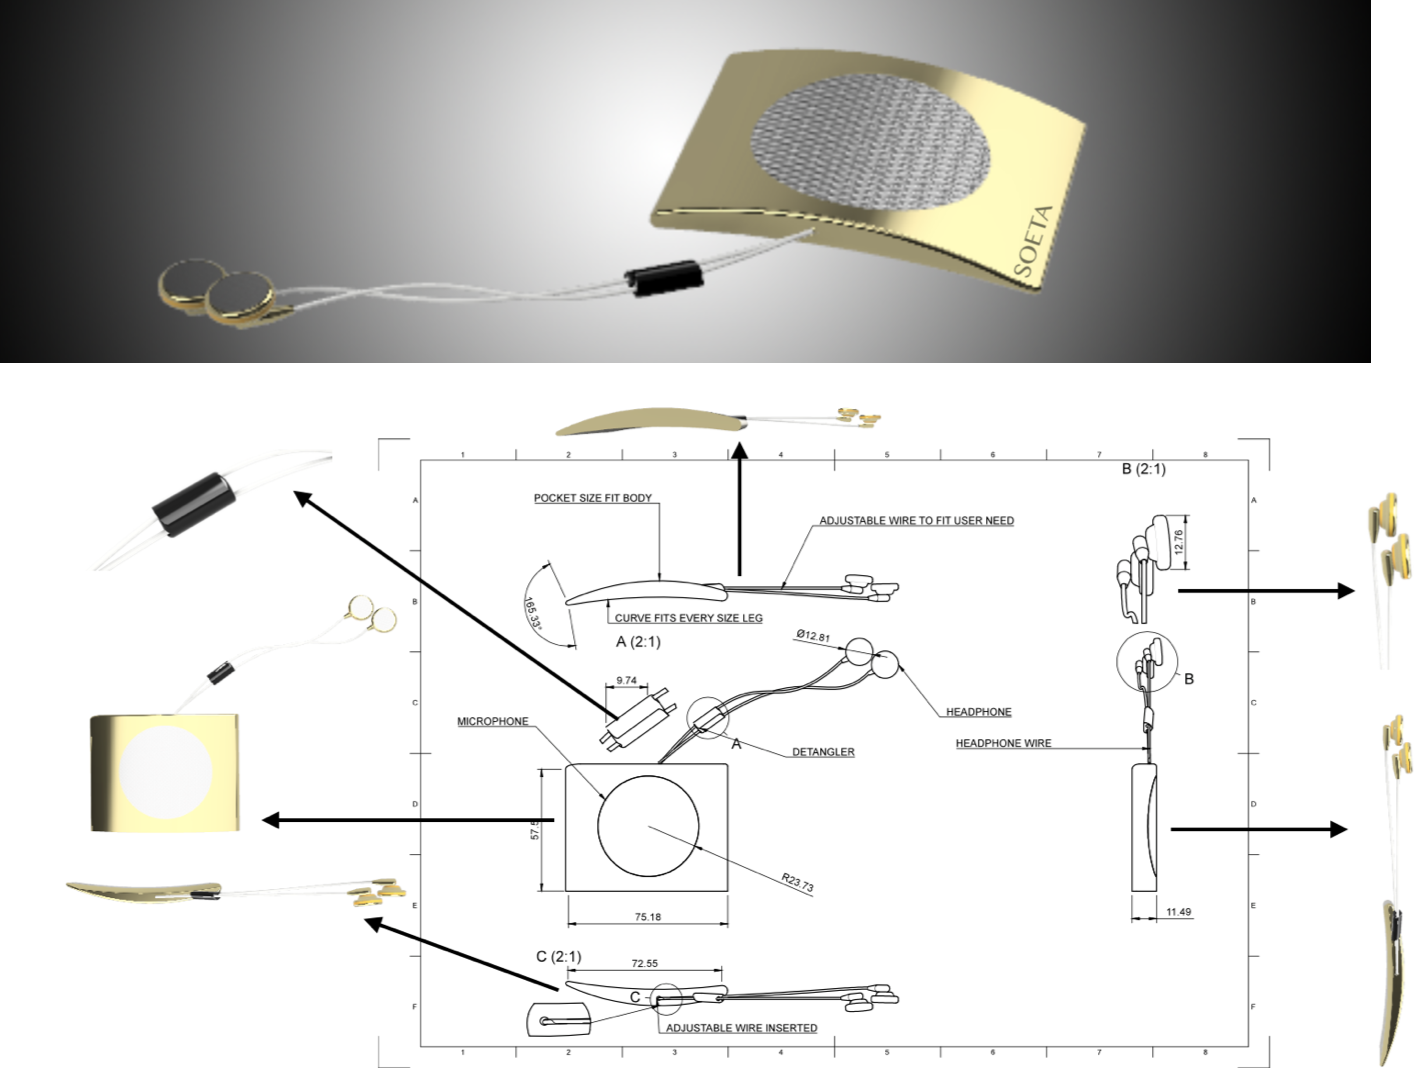 SOETA
1 2 3 4 5 6 7 8
B (2:1)
A A
POCKET SIZE FIT BODY
ADJUSTABLE WIRE TO FIT USER NEED
12.76
165.33°
B B
CURVE FITS EVERY SIZE LEG
A (2:1)
Ø12.81
9.74
B
C C
HEADPHONE
MICROPHONE
A
DETANGLER
HEADPHONE WIRE
D D
R23.73
E E
75.18
11.49
C (2:1)
72.55
C
F F
ADJUSTABLE WIRE INSERTED
1 2 3 4 5 6 7 8